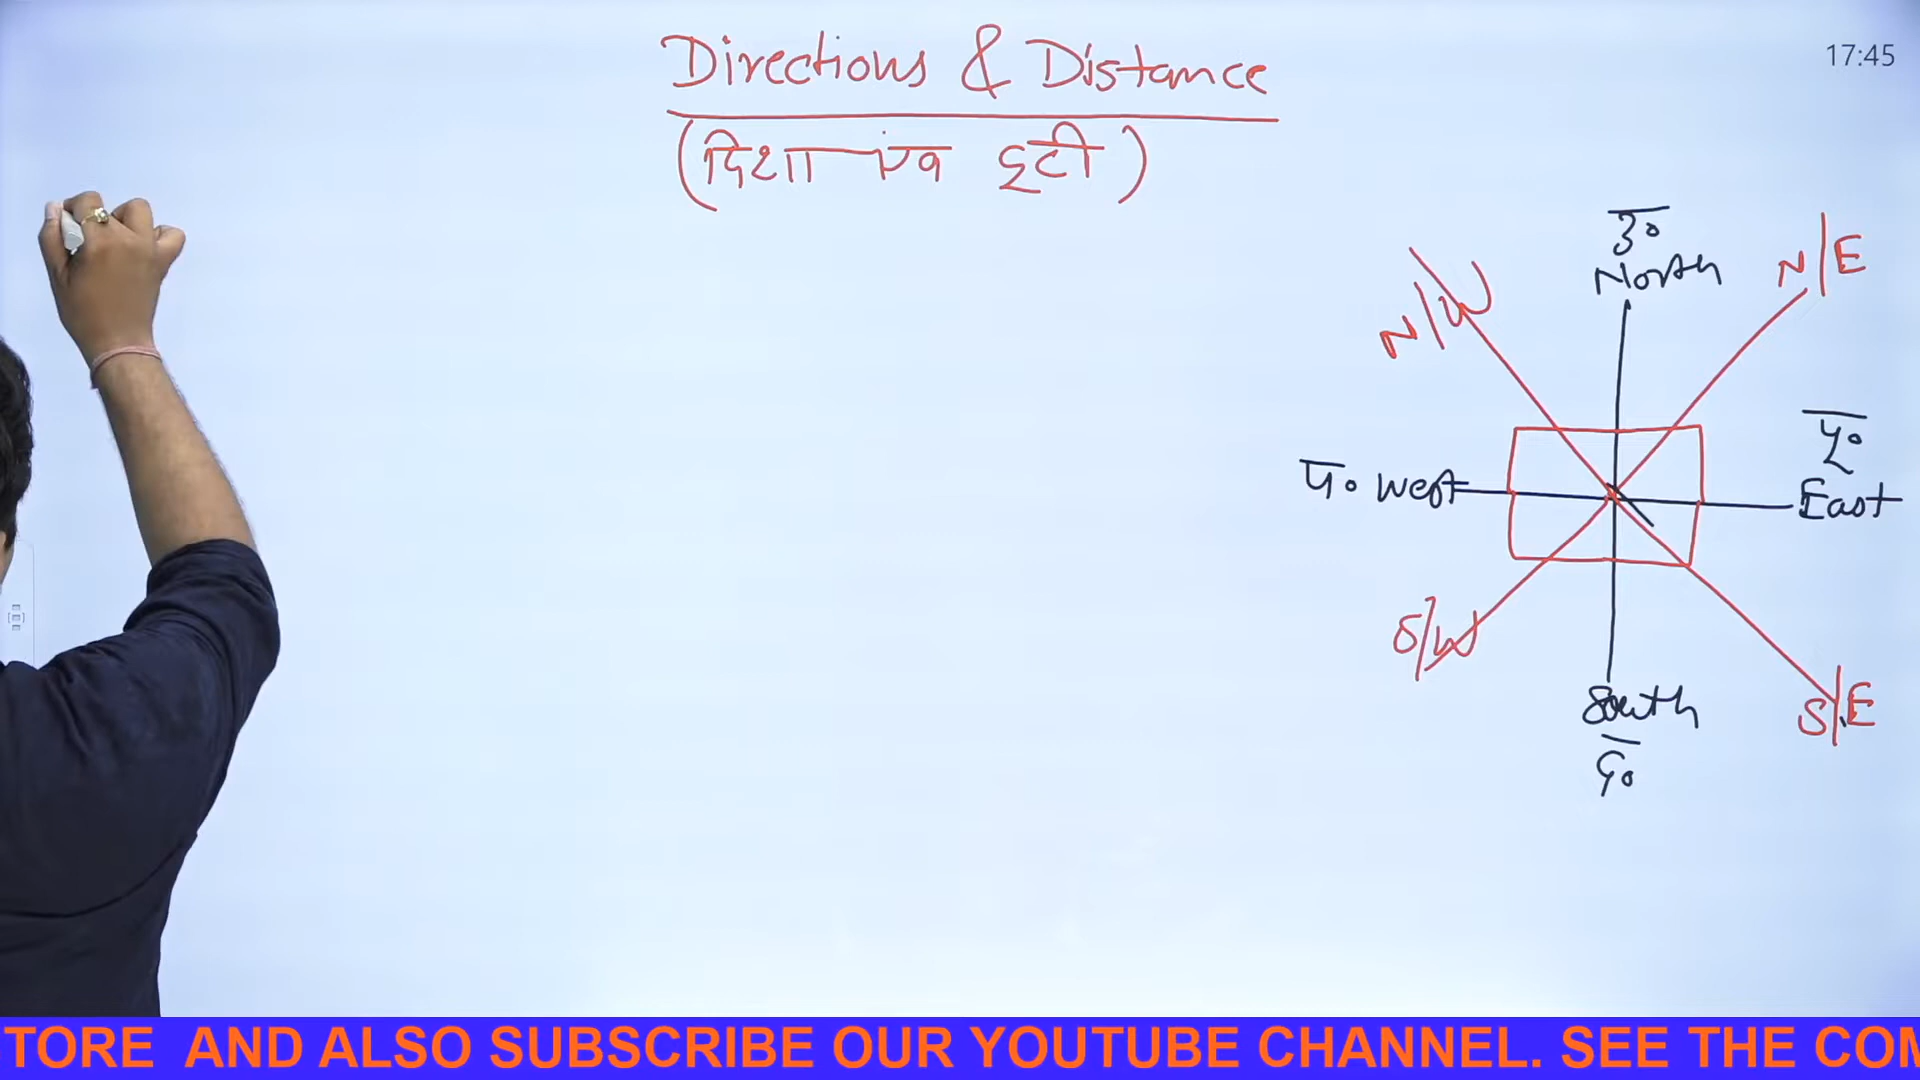 Directions & Distance
17:45
(दिशा एंव दूरी)
उ०
North
N/E
N/W
पू०
East
प० West
S/W
South
द०
S/E
TORE AND ALSO SUBSCRIBE OUR YOUTUBE CHANNEL. SEE THE COM